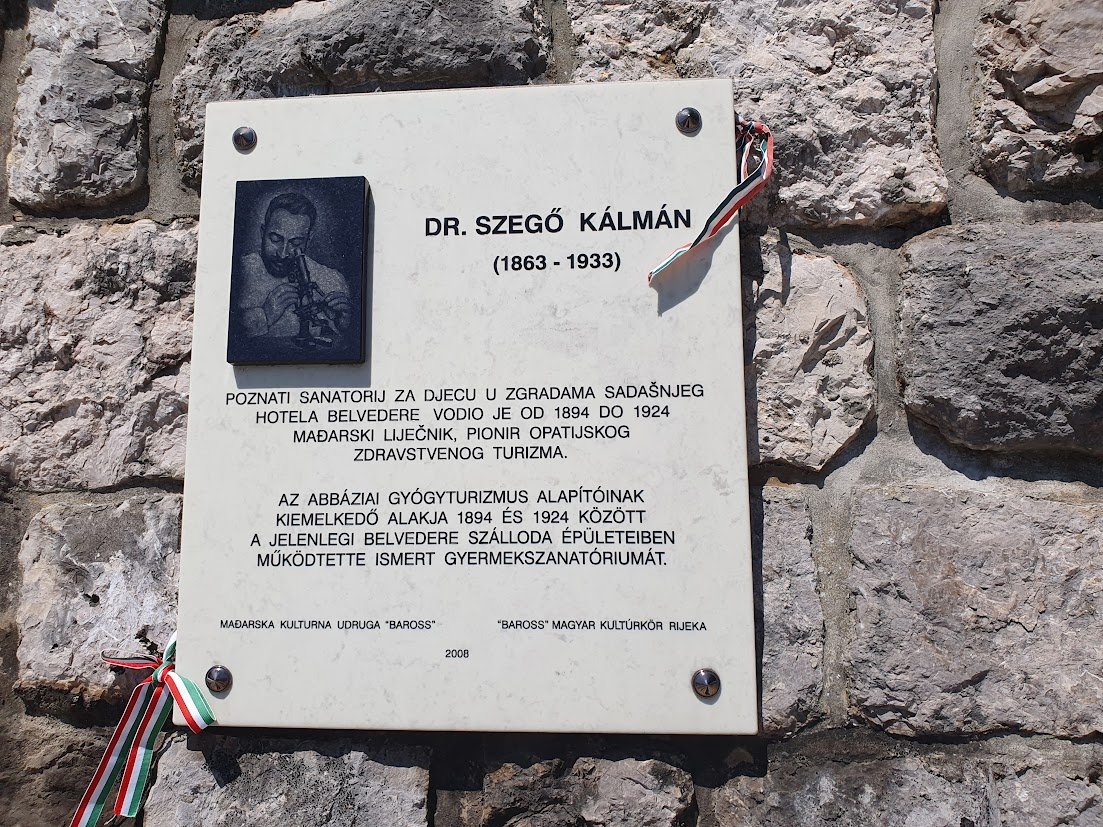 DR. SZEGŐ KÁLMÁN
(1863 - 1933)
POZNATI SANATORIJ ZA DJECU U ZGRADAMA SADAŠNJEG
HOTELA BELVEDERE VODIO JE OD 1894 DO 1924
MAĐARSKI LIJEČNIK, PIONIR OPATIJSKOG
ZDRAVSTVENOG TURIZMA.
AZ ABBÁZIAI GYÓGYTURIZMUS ALAPÍTÓINAK
KIEMELKEDŐ ALAKJA 1894 ÉS 1924 KÖZÖTT
A JELENLEGI BELVEDERE SZÁLLODA ÉPÜLETEIBEN
MŰKÖDTETTE ISMERT GYERMEKSZANATÓRIUMÁT.
MAĐARSKA KULTURNA UDRUGA "BAROSS"
"BAROSS" MAGYAR KULTÚRKÖR RIJEKA
2008